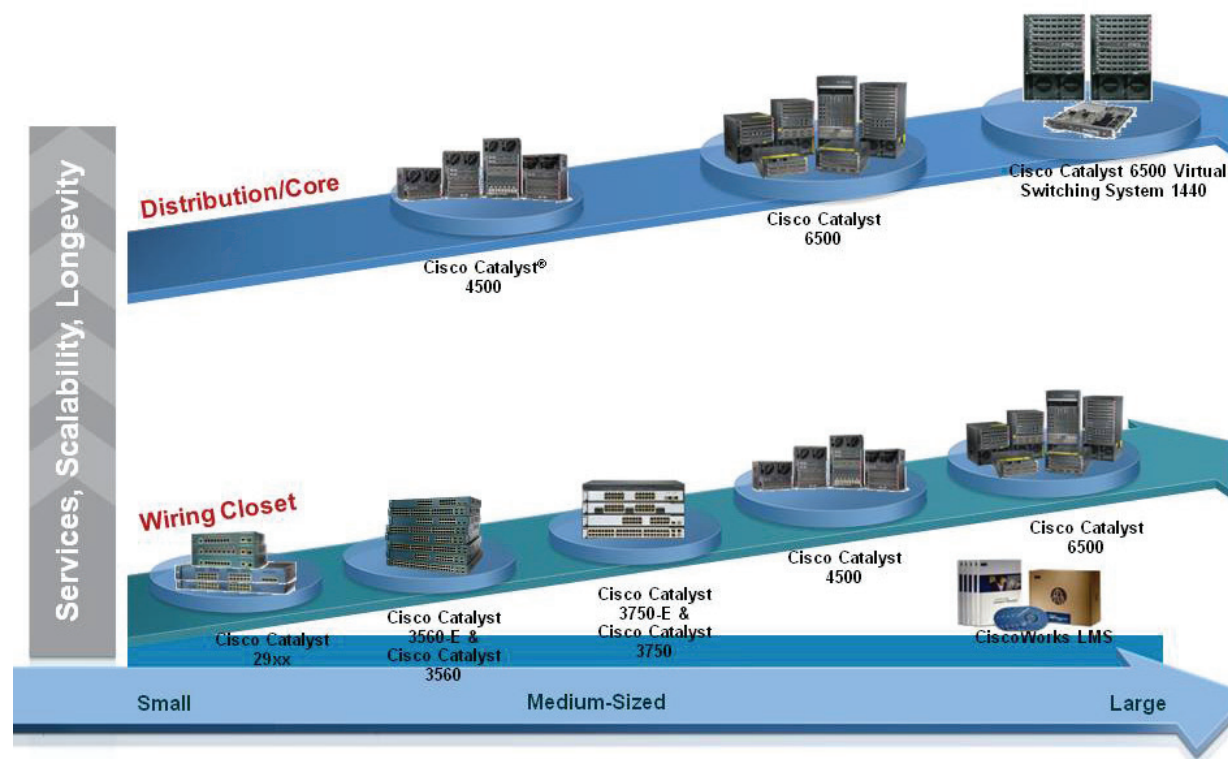 Services, Scalability, Longevity
Distribution/Core
Cisco Catalyst®
4500
Cisco Catalyst
6500
Cisco Catalyst 6500 Virtual
Switching System 1440
Wiring Closet
Cisco Catalyst
29xx
Cisco Catalyst
3560-E &
Cisco Catalyst
3560
Cisco Catalyst
3750-E &
Cisco Catalyst
3750
Cisco Catalyst
4500
Cisco Catalyst
6500
CiscoWorks LMS
Small
Medium-Sized
Large